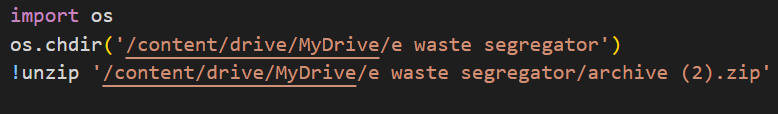 import os
os.chdir('/content/drive/MyDrive/e waste segregator')
!unzip '/content/drive/MyDrive/e waste segregator/archive (2).zip'